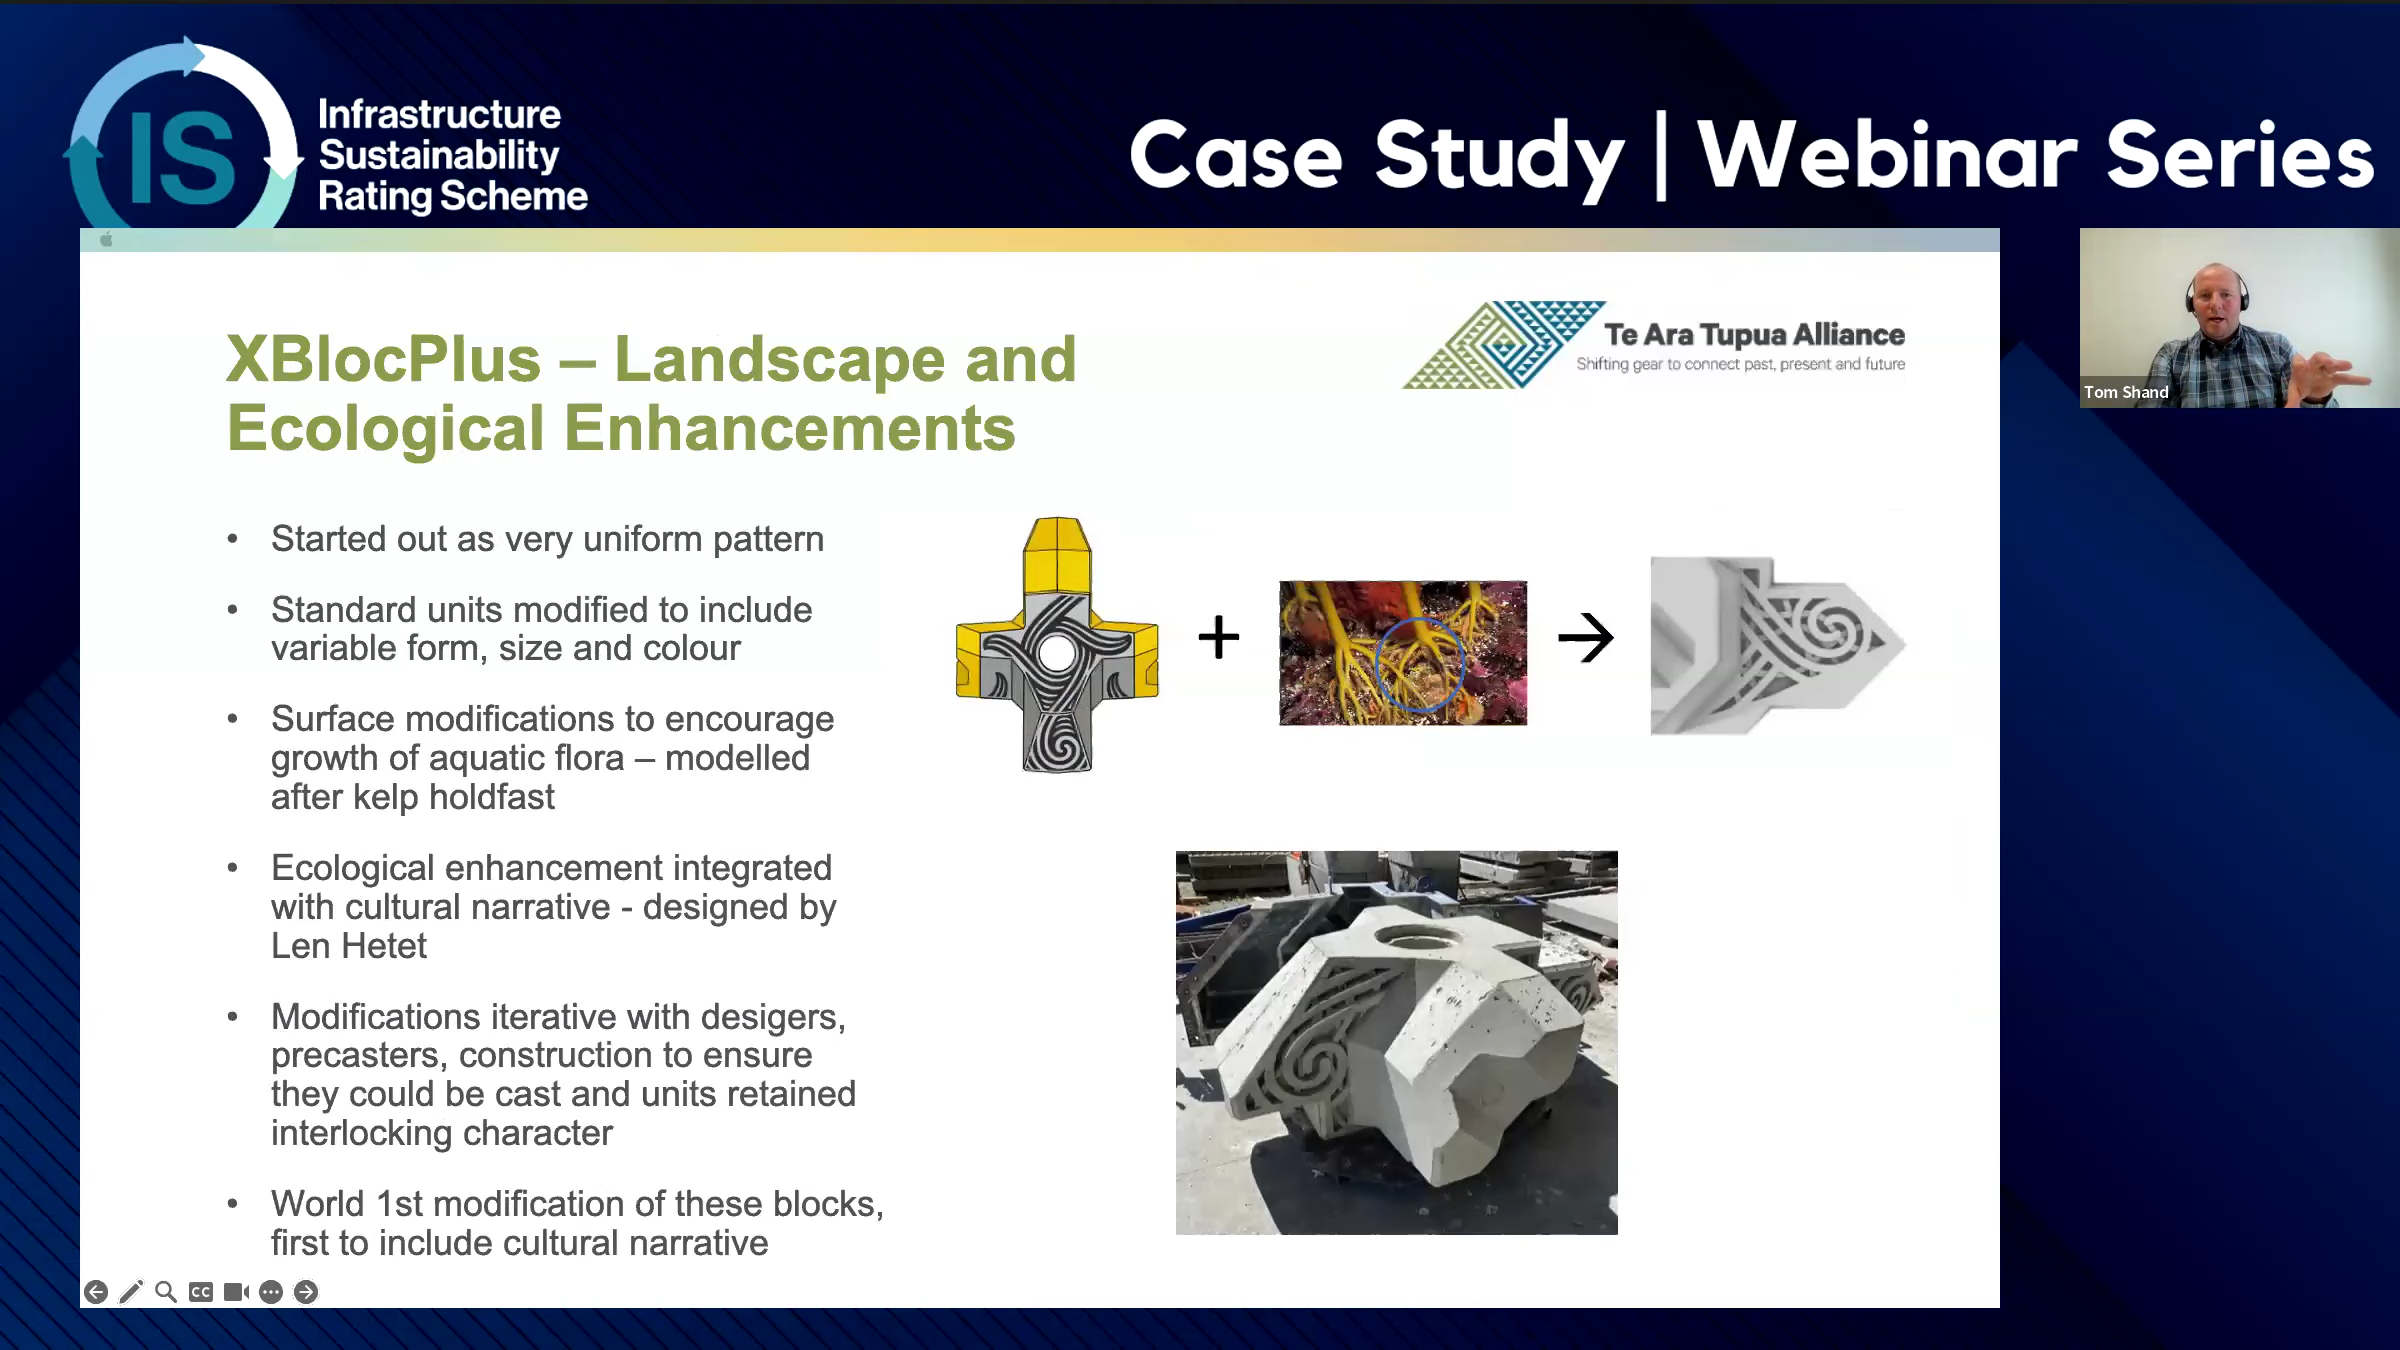 IS
Infrastructure
Sustainability
Rating Scheme
Case Study | Webinar Series
XBlocPlus – Landscape and
Ecological Enhancements
Te Ara Tupua Alliance
Shifting gear to connect past, present and future
Tom Shand
• Started out as very uniform pattern
• Standard units modified to include
variable form, size and colour
• Surface modifications to encourage
growth of aquatic flora – modelled
after kelp holdfast
• Ecological enhancement integrated
with cultural narrative - designed by
Len Hetet
• Modifications iterative with desigers,
precasters, construction to ensure
they could be cast and units retained
interlocking character
• World 1st modification of these blocks,
first to include cultural narrative
+
→
CC